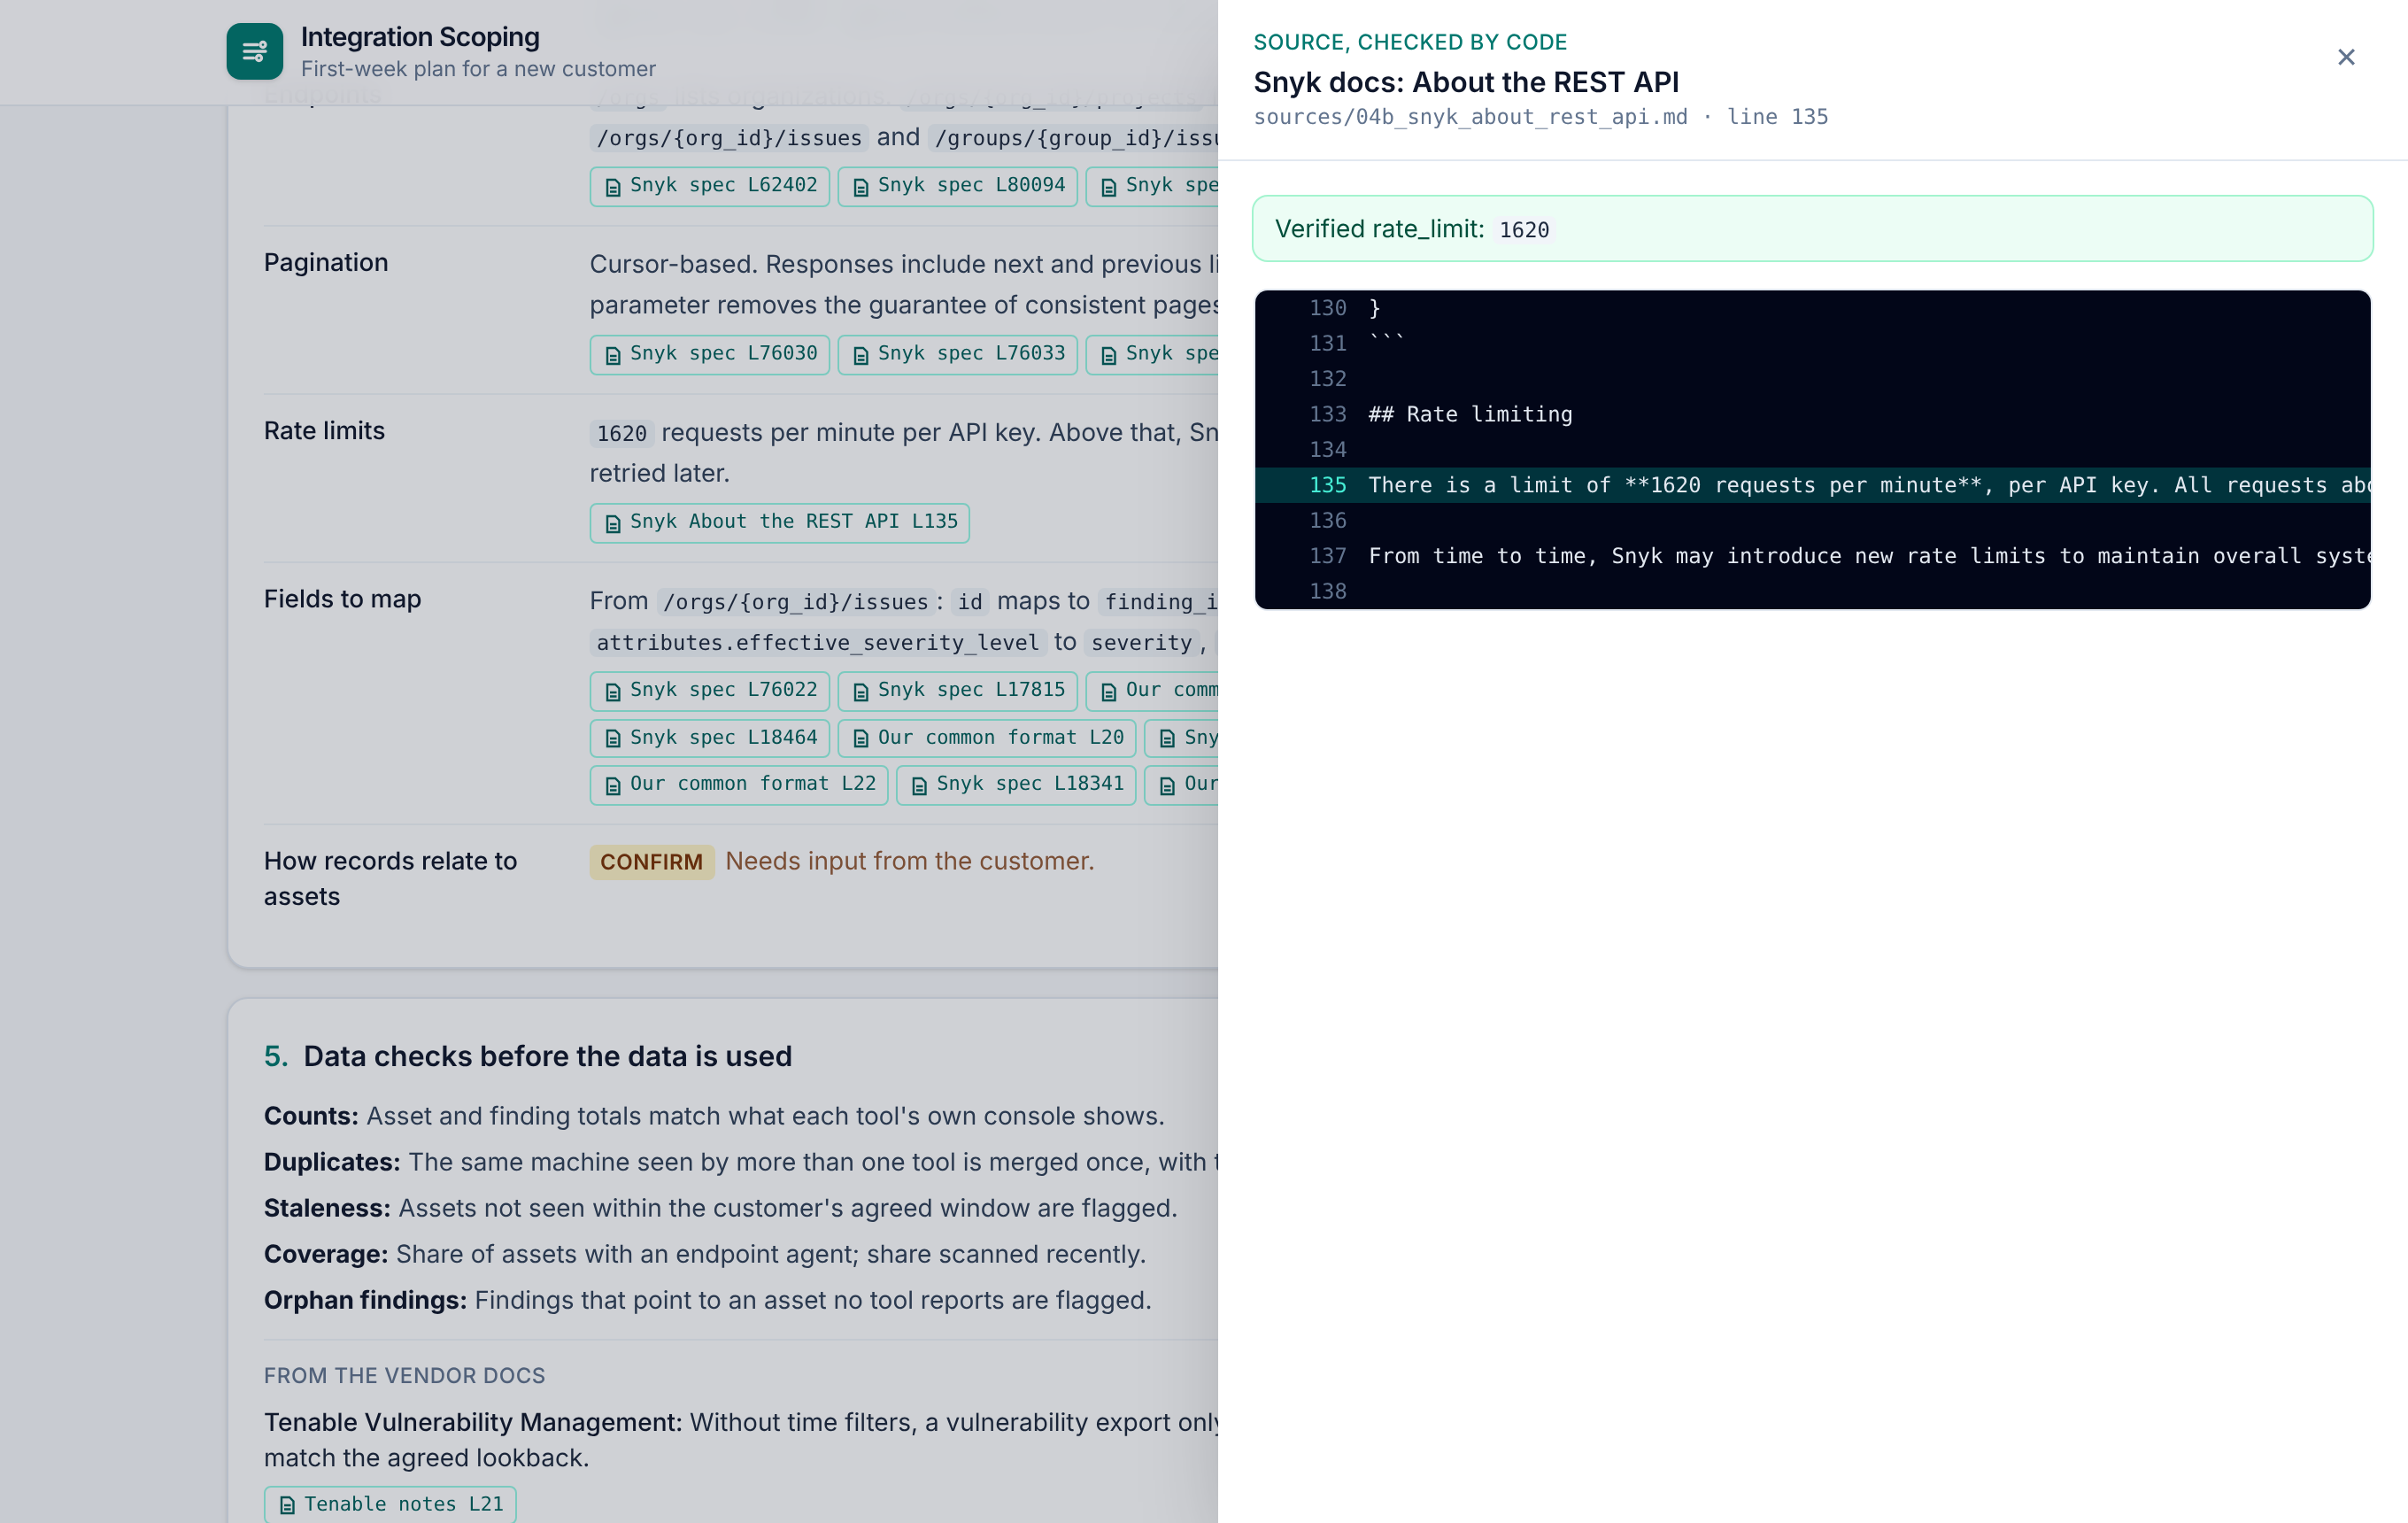 Integration Scoping
First-week plan for a new customer
Endpoints
/orgs lists organizations. /orgs/{org_id}/projects
/orgs/{org_id}/issues and /groups/{group_id}/issu
Snyk spec L62402 Snyk spec L80094 Snyk spe
Pagination
Cursor-based. Responses include next and previous li
parameter removes the guarantee of consistent pages
Snyk spec L76030 Snyk spec L76033 Snyk spe
Rate limits
1620 requests per minute per API key. Above that, Sn
retried later.
Snyk About the REST API L135
Fields to map
From /orgs/{org_id}/issues: id maps to finding_i
attributes.effective_severity_level to severity,
Snyk spec L76022 Snyk spec L17815 Our comm
Snyk spec L18464 Our common format L20 Sny
Our common format L22 Snyk spec L18341 Our
How records relate to
assets
CONFIRM Needs input from the customer.
5. Data checks before the data is used
Counts: Asset and finding totals match what each tool's own console shows.
Duplicates: The same machine seen by more than one tool is merged once, with t
Staleness: Assets not seen within the customer's agreed window are flagged.
Coverage: Share of assets with an endpoint agent; share scanned recently.
Orphan findings: Findings that point to an asset no tool reports are flagged.
FROM THE VENDOR DOCS
Tenable Vulnerability Management: Without time filters, a vulnerability export only
match the agreed lookback.
Tenable notes L21
SOURCE, CHECKED BY CODE
Snyk docs: About the REST API
sources/04b_snyk_about_rest_api.md · line 135
Verified rate_limit: 1620
130 }
131 ```
132
133 ## Rate limiting
134
135 There is a limit of **1620 requests per minute**, per API key. All requests abo
136
137 From time to time, Snyk may introduce new rate limits to maintain overall syste
138